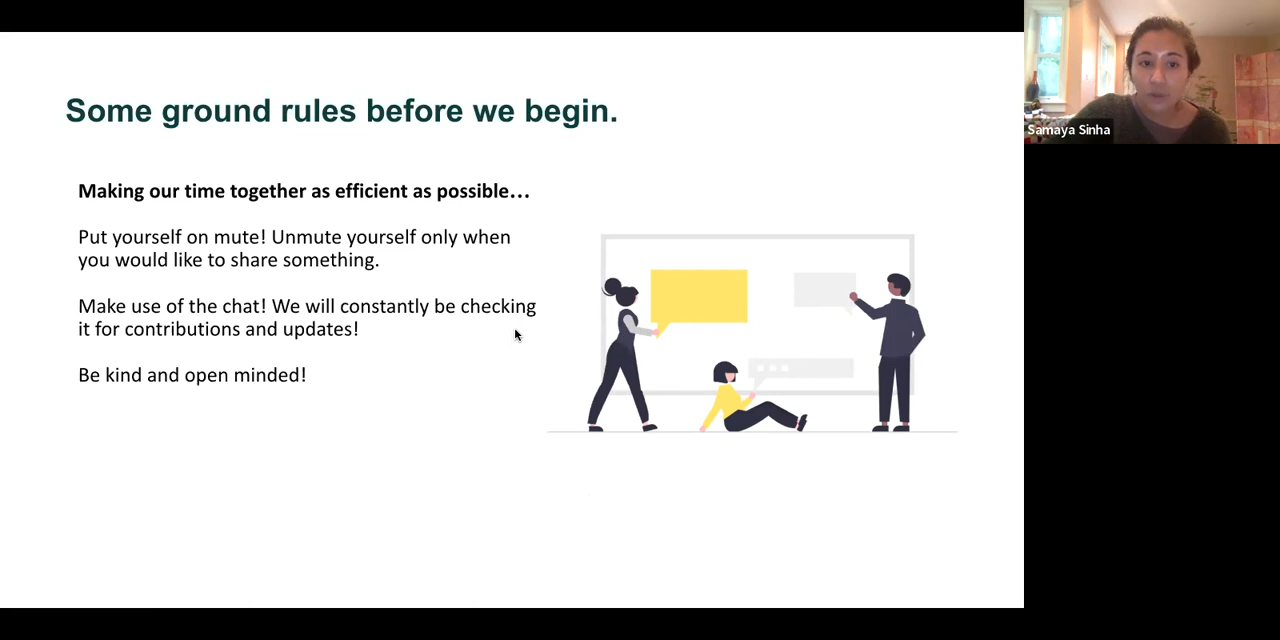 Some ground rules before we begin.
Making our time together as efficient as possible…
Put yourself on mute! Unmute yourself only when
you would like to share something.
Make use of the chat! We will constantly be checking
it for contributions and updates!
Be kind and open minded!
Samaya Sinha